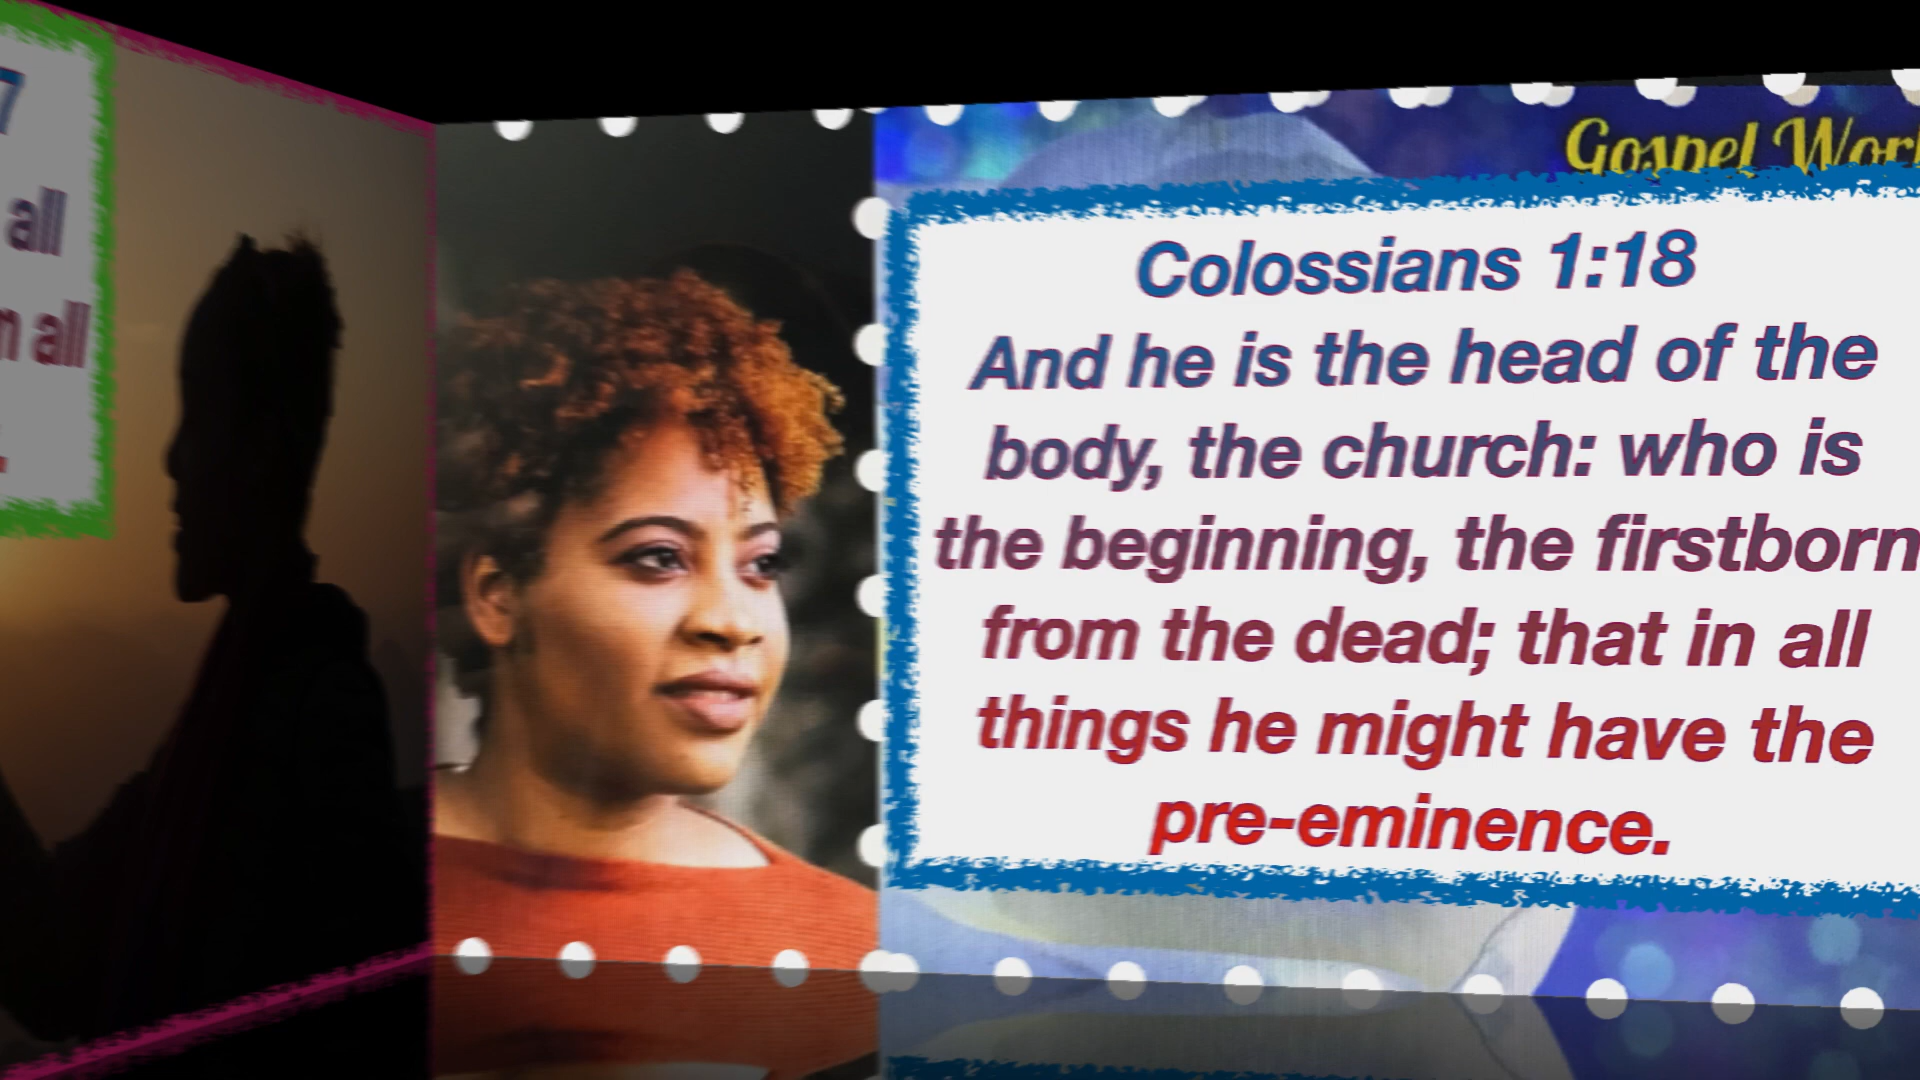 7
all
all
Gospel
Colossians 1:18
And he is the head of the
body, the church: who is
the beginning, the firstborn
from the dead; that in all
things he might have the
pre-eminence.